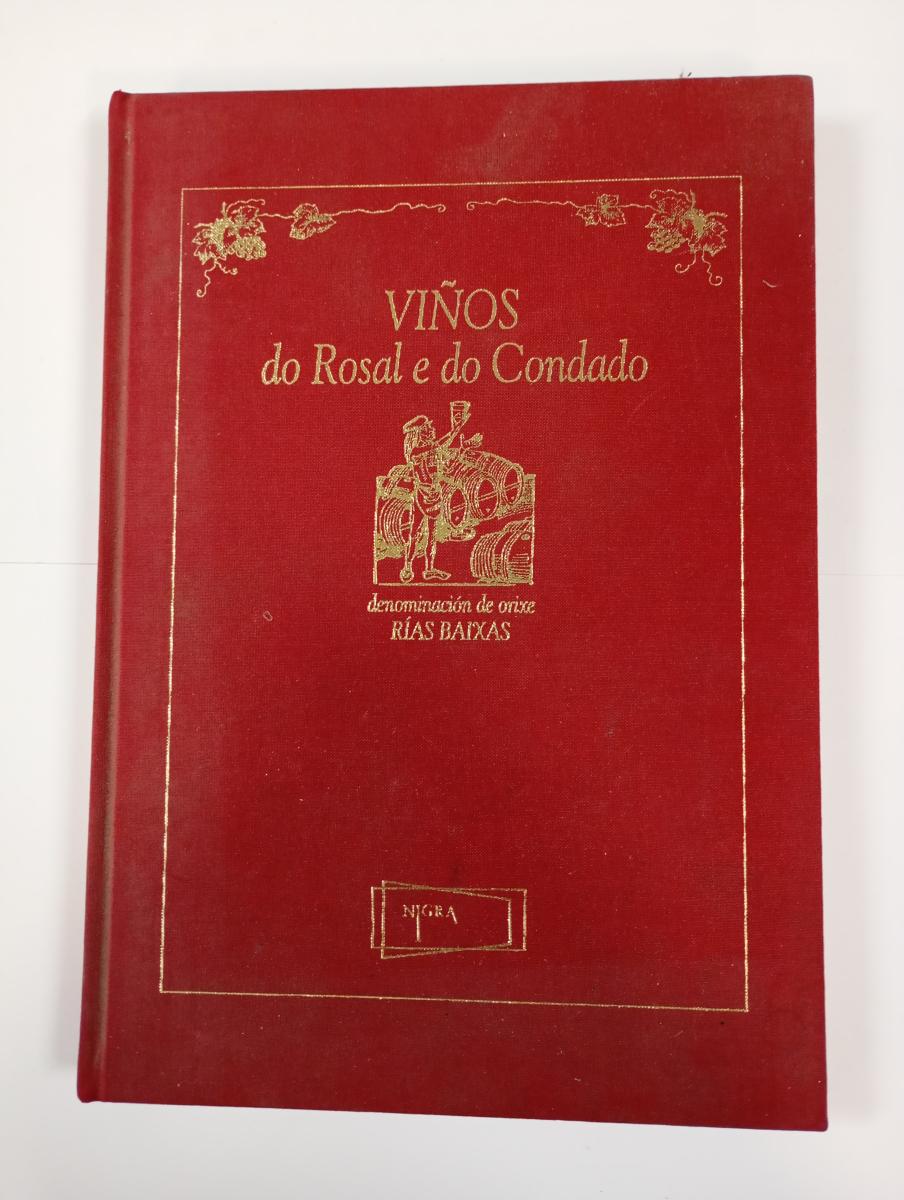 VIÑOS
do Rosal e do Condado
denominación de orixe
RÍAS BAIXAS
NIGRA